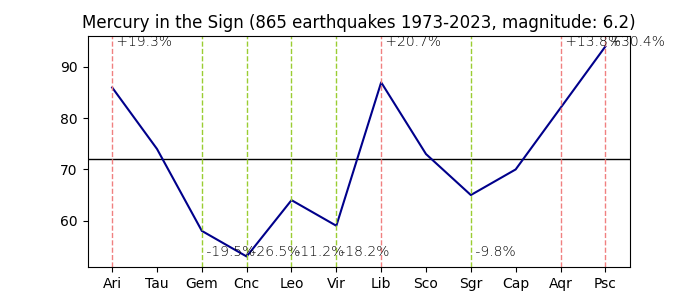 Mercury in the Sign (865 earthquakes 1973-2023, magnitude: 6.2)
+19.3% +20.7% +13.8% +30.4%
90
80
70
60
-19.5% -26.5% -11.2% -18.2% -9.8%
Ari Tau Gem Cnc Leo Vir Lib Sco Sgr Cap Aqr Psc